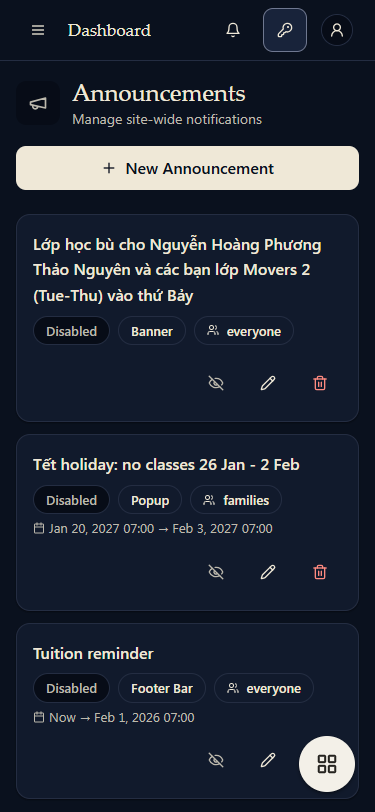 Dashboard
Announcements
Manage site-wide notifications
New Announcement
Lớp học bù cho Nguyễn Hoàng Phương
Thảo Nguyên và các bạn lớp Movers 2
(Tue-Thu) vào thứ Bảy
Disabled Banner everyone
Tết holiday: no classes 26 Jan - 2 Feb
Disabled Popup families
Jan 20, 2027 07:00 → Feb 3, 2027 07:00
Tuition reminder
Disabled Footer Bar everyone
Now → Feb 1, 2026 07:00